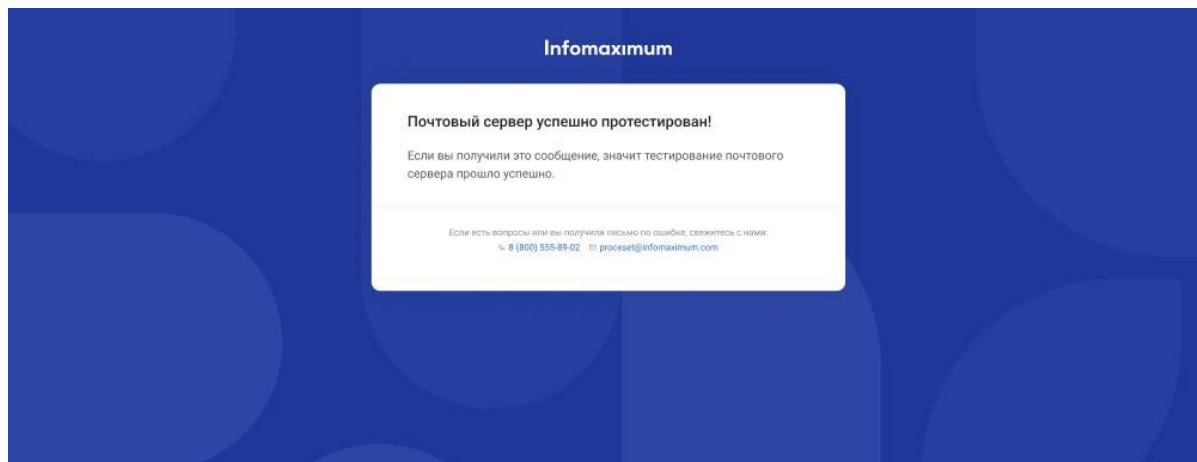 Infomaximum
Почтовый сервер успешно протестирован!
Если вы получили это сообщение, значит тестирование почтового
сервера прошло успешно.
Если есть вопросы или вы получили письмо по ошибке, свяжитесь с нами:
8 (800) 555-89-02 proceset@infomaximum.com